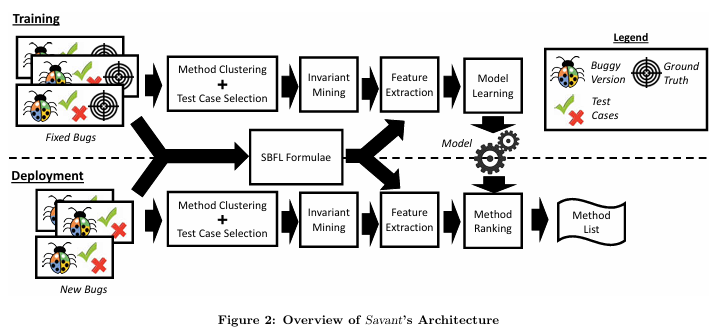 Training
Method Clustering
+
Test Case Selection
Invariant
Mining
Feature
Extraction
Model
Learning
Fixed Bugs
Legend
Buggy
Version
Ground
Truth
Test
Cases
SBFL Formulae
Model
Deployment
Method Clustering
+
Test Case Selection
Invariant
Mining
Feature
Extraction
Method
Ranking
Method
List
New Bugs
Figure 2: Overview of Savant's Architecture